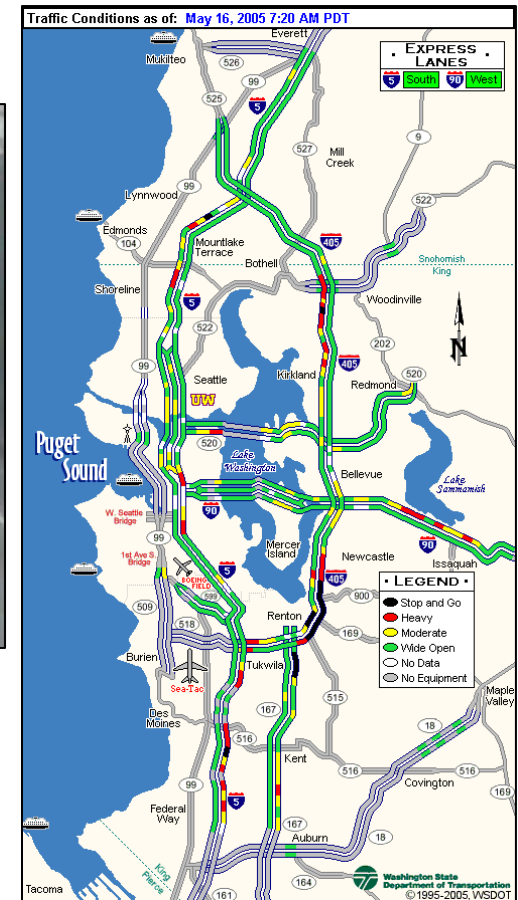 Traffic Conditions as of: May 16, 2005 7:20 AM PDT
Everett
EXPRESS
LANES
5 South 90 West
Mukilteo
526
99
525
5
9
527
Mill
Creek
99
Lynnwood
522
Edmonds
104
405
Mountlake
Terrace
Bothell
Snohomish
King
Shoreline
5
Woodinville
522
N
202
99
405
Kirkland
Redmond
520
Seattle
UW
Puget
Sound
520
Lake
Washington
Bellevue
Lake
Sammamish
W. Seattle
Bridge
90
99
Mercer
Island
90
1st Ave S
Bridge
Newcastle
Issaquah
5
BOEING
FIELD
405
LEGEND
599
900
Stop and Go
509
Renton
Heavy
518
169
Moderate
Wide Open
Burien
No Data
Tukwila
No Equipment
Sea-Tac
515
Maple
Valley
Des
Moines
167
18
516
Kent
516
516
169
99
Covington
5
Federal
Way
167
18
Auburn
King
Pierce
164
Washington State
Department of Transportation
Tacoma
161
© 1995-2005, WSDOT